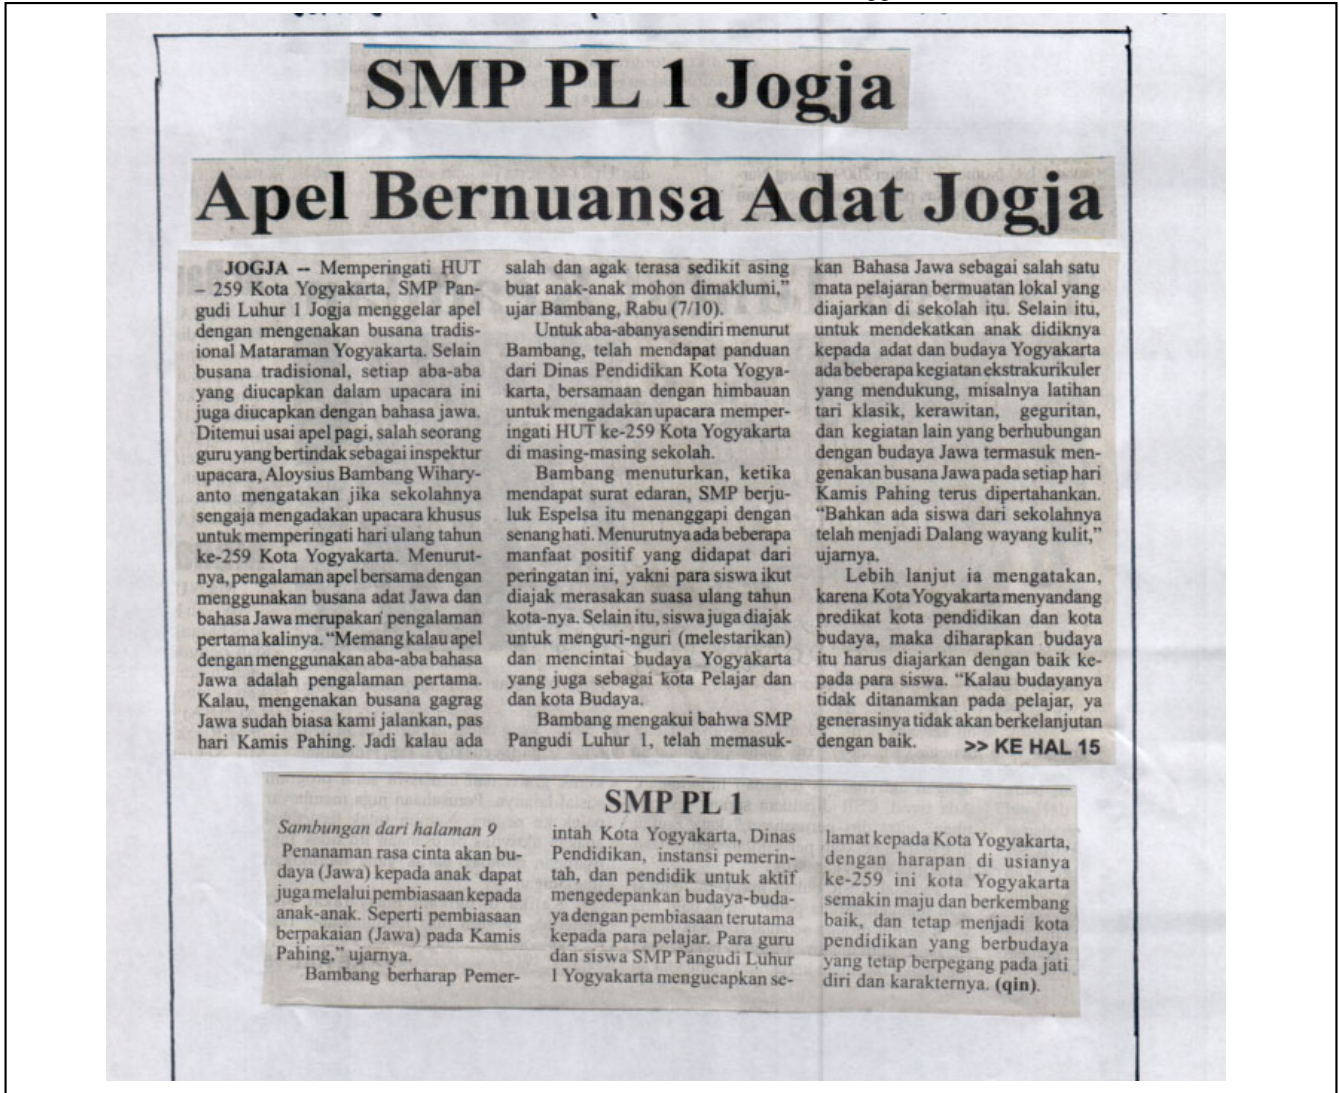 SMP PL 1 Jogja
Apel Bernuansa Adat Jogja
JOGJA -- Memperingati HUT
– 259 Kota Yogyakarta, SMP Pan-
gudi Luhur 1 Jogja menggelar apel
dengan mengenakan busana tradis-
ional Mataraman Yogyakarta. Selain
busana tradisional, setiap aba-aba
yang diucapkan dalam upacara ini
juga diucapkan dengan bahasa jawa.
Ditemui usai apel pagi, salah seorang
guru yang bertindak sebagai inspektur
upacara, Aloysius Bambang Wihary-
anto mengatakan jika sekolahnya
sengaja mengadakan upacara khusus
untuk memperingati hari ulang tahun
ke-259 Kota Yogyakarta. Menurut-
nya, pengalaman apel bersama dengan
menggunakan busana adat Jawa dan
bahasa Jawa merupakan pengalaman
pertama kalinya. “Memang kalau apel
dengan menggunakan aba-aba bahasa
Jawa adalah pengalaman pertama.
Kalau, mengenakan busana gagrag
Jawa sudah biasa kami jalankan, pas
hari Kamis Pahing. Jadi kalau ada
salah dan agak terasa sedikit asing
buat anak-anak mohon dimaklumi,”
ujar Bambang, Rabu (7/10).
Untuk aba-abanya sendiri menurut
Bambang, telah mendapat panduan
dari Dinas Pendidikan Kota Yogya-
karta, bersamaan dengan himbauan
untuk mengadakan upacara memper-
ingati HUT ke-259 Kota Yogyakarta
di masing-masing sekolah.
Bambang menuturkan, ketika
mendapat surat edaran, SMP berju-
luk Espelsa itu menanggapi dengan
senang hati. Menurutnya ada beberapa
manfaat positif yang didapat dari
peringatan ini, yakni para siswa ikut
diajak merasakan suasa ulang tahun
kota-nya. Selain itu, siswa juga diajak
untuk menguri-nguri (melestarikan)
dan mencintai budaya Yogyakarta
yang juga sebagai kota Pelajar dan
dan kota Budaya.
Bambang mengakui bahwa SMP
Pangudi Luhur 1, telah memasuk-
kan Bahasa Jawa sebagai salah satu
mata pelajaran bermuatan lokal yang
diajarkan di sekolah itu. Selain itu,
untuk mendekatkan anak didiknya
kepada adat dan budaya Yogyakarta
ada beberapa kegiatan ekstrakurikuler
yang mendukung, misalnya latihan
tari klasik, kerawitan, geguritan,
dan kegiatan lain yang berhubungan
dengan budaya Jawa termasuk men-
genakan busana Jawa pada setiap hari
Kamis Pahing terus dipertahankan.
“Bahkan ada siswa dari sekolahnya
telah menjadi Dalang wayang kulit,”
ujarnya.
Lebih lanjut ia mengatakan,
karena Kota Yogyakarta menyandang
predikat kota pendidikan dan kota
budaya, maka diharapkan budaya
itu harus diajarkan dengan baik ke-
pada para siswa. “Kalau budayanya
tidak ditanamkan pada pelajar, ya
generasinya tidak akan berkelanjutan
dengan baik. >> KE HAL 15
SMP PL 1
Sambungan dari halaman 9
Penanaman rasa cinta akan bu-
daya (Jawa) kepada anak dapat
juga melalui pembiasaan kepada
anak-anak. Seperti pembiasaan
berpakaian (Jawa) pada Kamis
Pahing,” ujarnya.
Bambang berharap Pemer-
intah Kota Yogyakarta, Dinas
Pendidikan, instansi pemerin-
tah, dan pendidik untuk aktif
mengedepankan budaya-buda-
ya dengan pembiasaan terutama
kepada para pelajar. Para guru
dan siswa SMP Pangudi Luhur
1 Yogyakarta mengucapkan se-
lamat kepada Kota Yogyakarta,
dengan harapan di usianya
ke-259 ini kota Yogyakarta
semakin maju dan berkembang
baik, dan tetap menjadi kota
pendidikan yang berbudaya
yang tetap berpegang pada jati
diri dan karakternya. (qin).